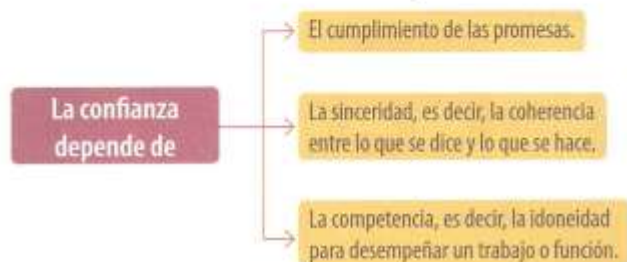 La confianza
depende de
El cumplimiento de las promesas.
La sinceridad, es decir, la coherencia
entre lo que se dice y lo que se hace.
La competencia, es decir, la idoneidad
para desempeñar un trabajo o función.